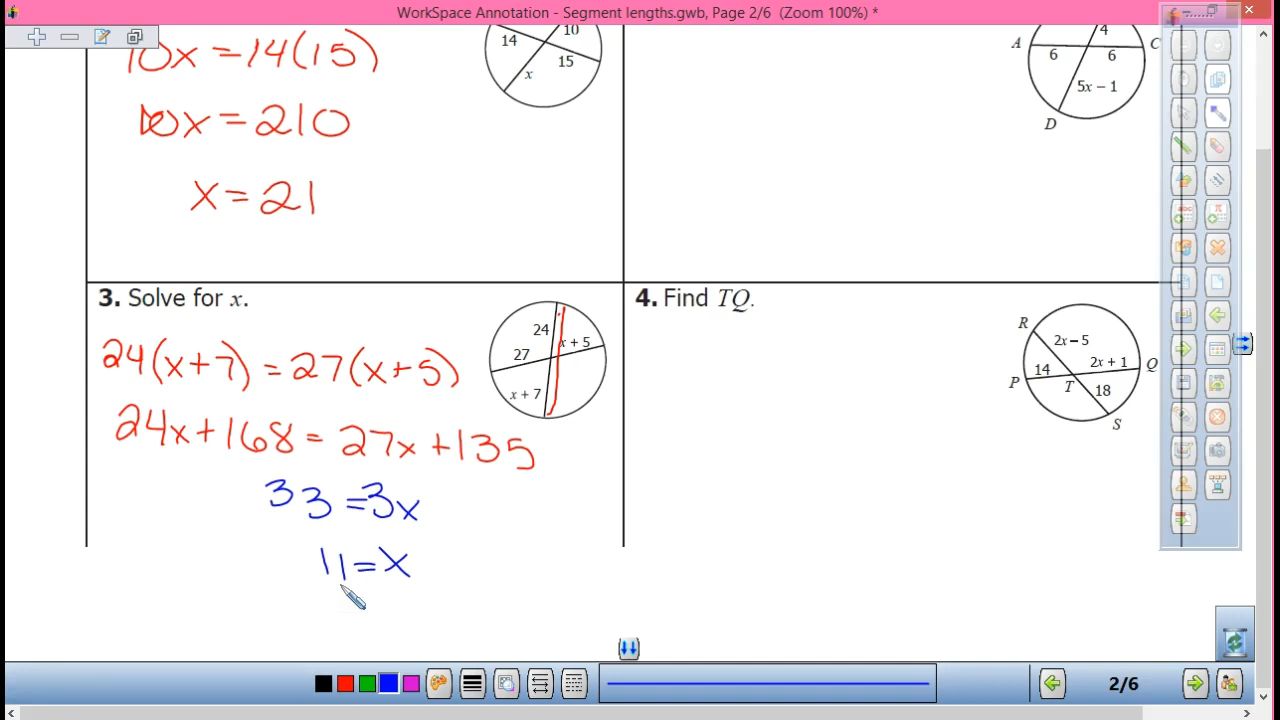 WorkSpace Annotation - Segment lengths.gwb, Page 2/6 (Zoom 100%) *
10x = 14(15)
10x = 210
x = 21
10
14
15
x
4
A
C
6
6
5x − 1
D
3. Solve for x.
24
x + 5
27
x + 7
24(x+7) = 27(x+5)
24x+168 = 27x+135
33 = 3x
11 = x
4. Find TQ.
R
2x − 5
2x + 1
Q
14
P
T
18
S
2/6